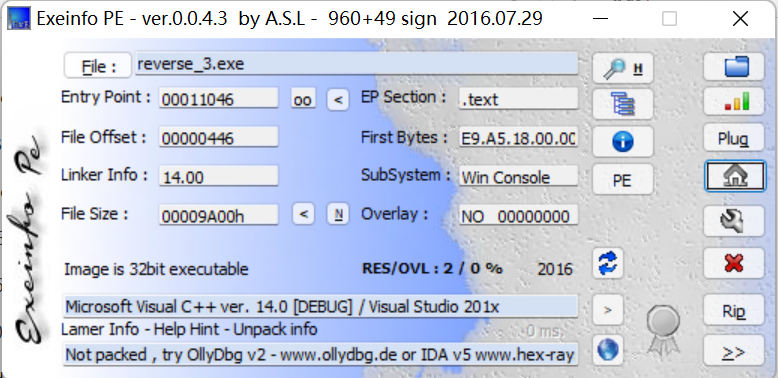 Exeinfo PE - ver.0.0.4.3 by A.S.L - 960+49 sign 2016.07.29
File : reverse_3.exe H
Entry Point : 00011046 oo < EP Section : .text
File Offset : 00000446 First Bytes : E9.A5.18.00.00 Plug
Linker Info : 14.00 SubSystem : Win Console PE
File Size : 00009A00h < N Overlay : NO 00000000
Image is 32bit executable RES/OVL : 2 / 0 % 2016
Microsoft Visual C++ ver. 14.0 [DEBUG] / Visual Studio 201x > Rip
Lamer Info - Help Hint - Unpack info 0 ms.
Not packed , try OllyDbg v2 - www.ollydbg.de or IDA v5 www.hex-ray >>
Exeinfo Pe